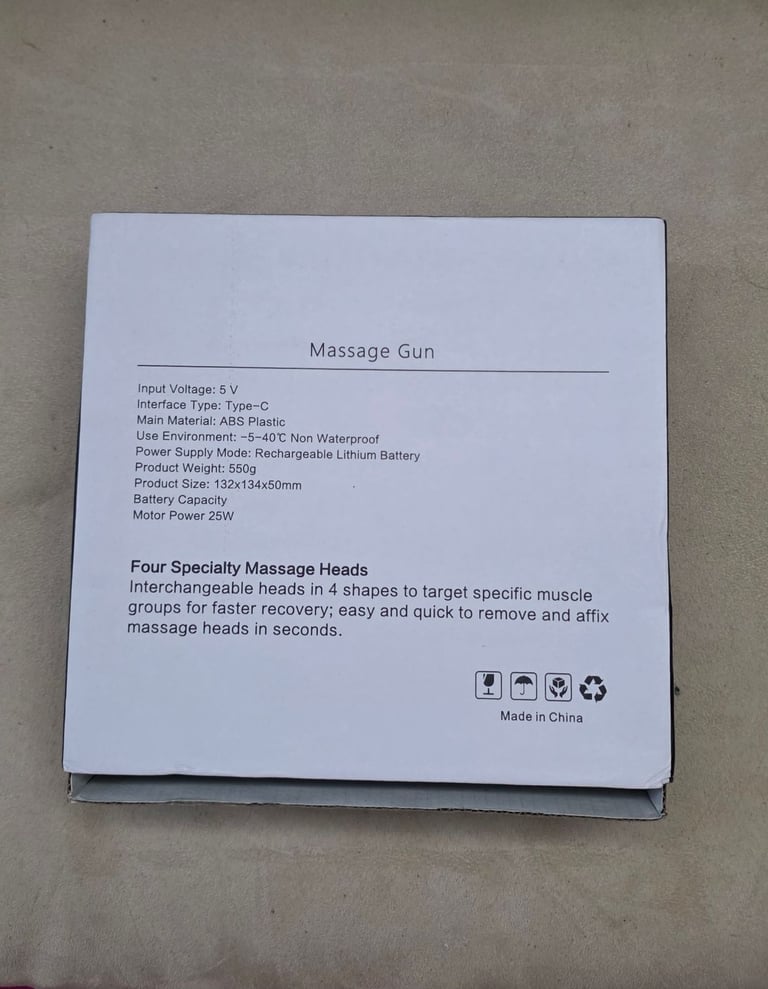 Massage Gun
Input Voltage: 5 V
Interface Type: Type-C
Main Material: ABS Plastic
Use Environment: -5-40℃ Non Waterproof
Power Supply Mode: Rechargeable Lithium Battery
Product Weight: 550g
Product Size: 132x134x50mm
Battery Capacity
Motor Power 25W
Four Specialty Massage Heads
Interchangeable heads in 4 shapes to target specific muscle
groups for faster recovery; easy and quick to remove and affix
massage heads in seconds.
Made in China